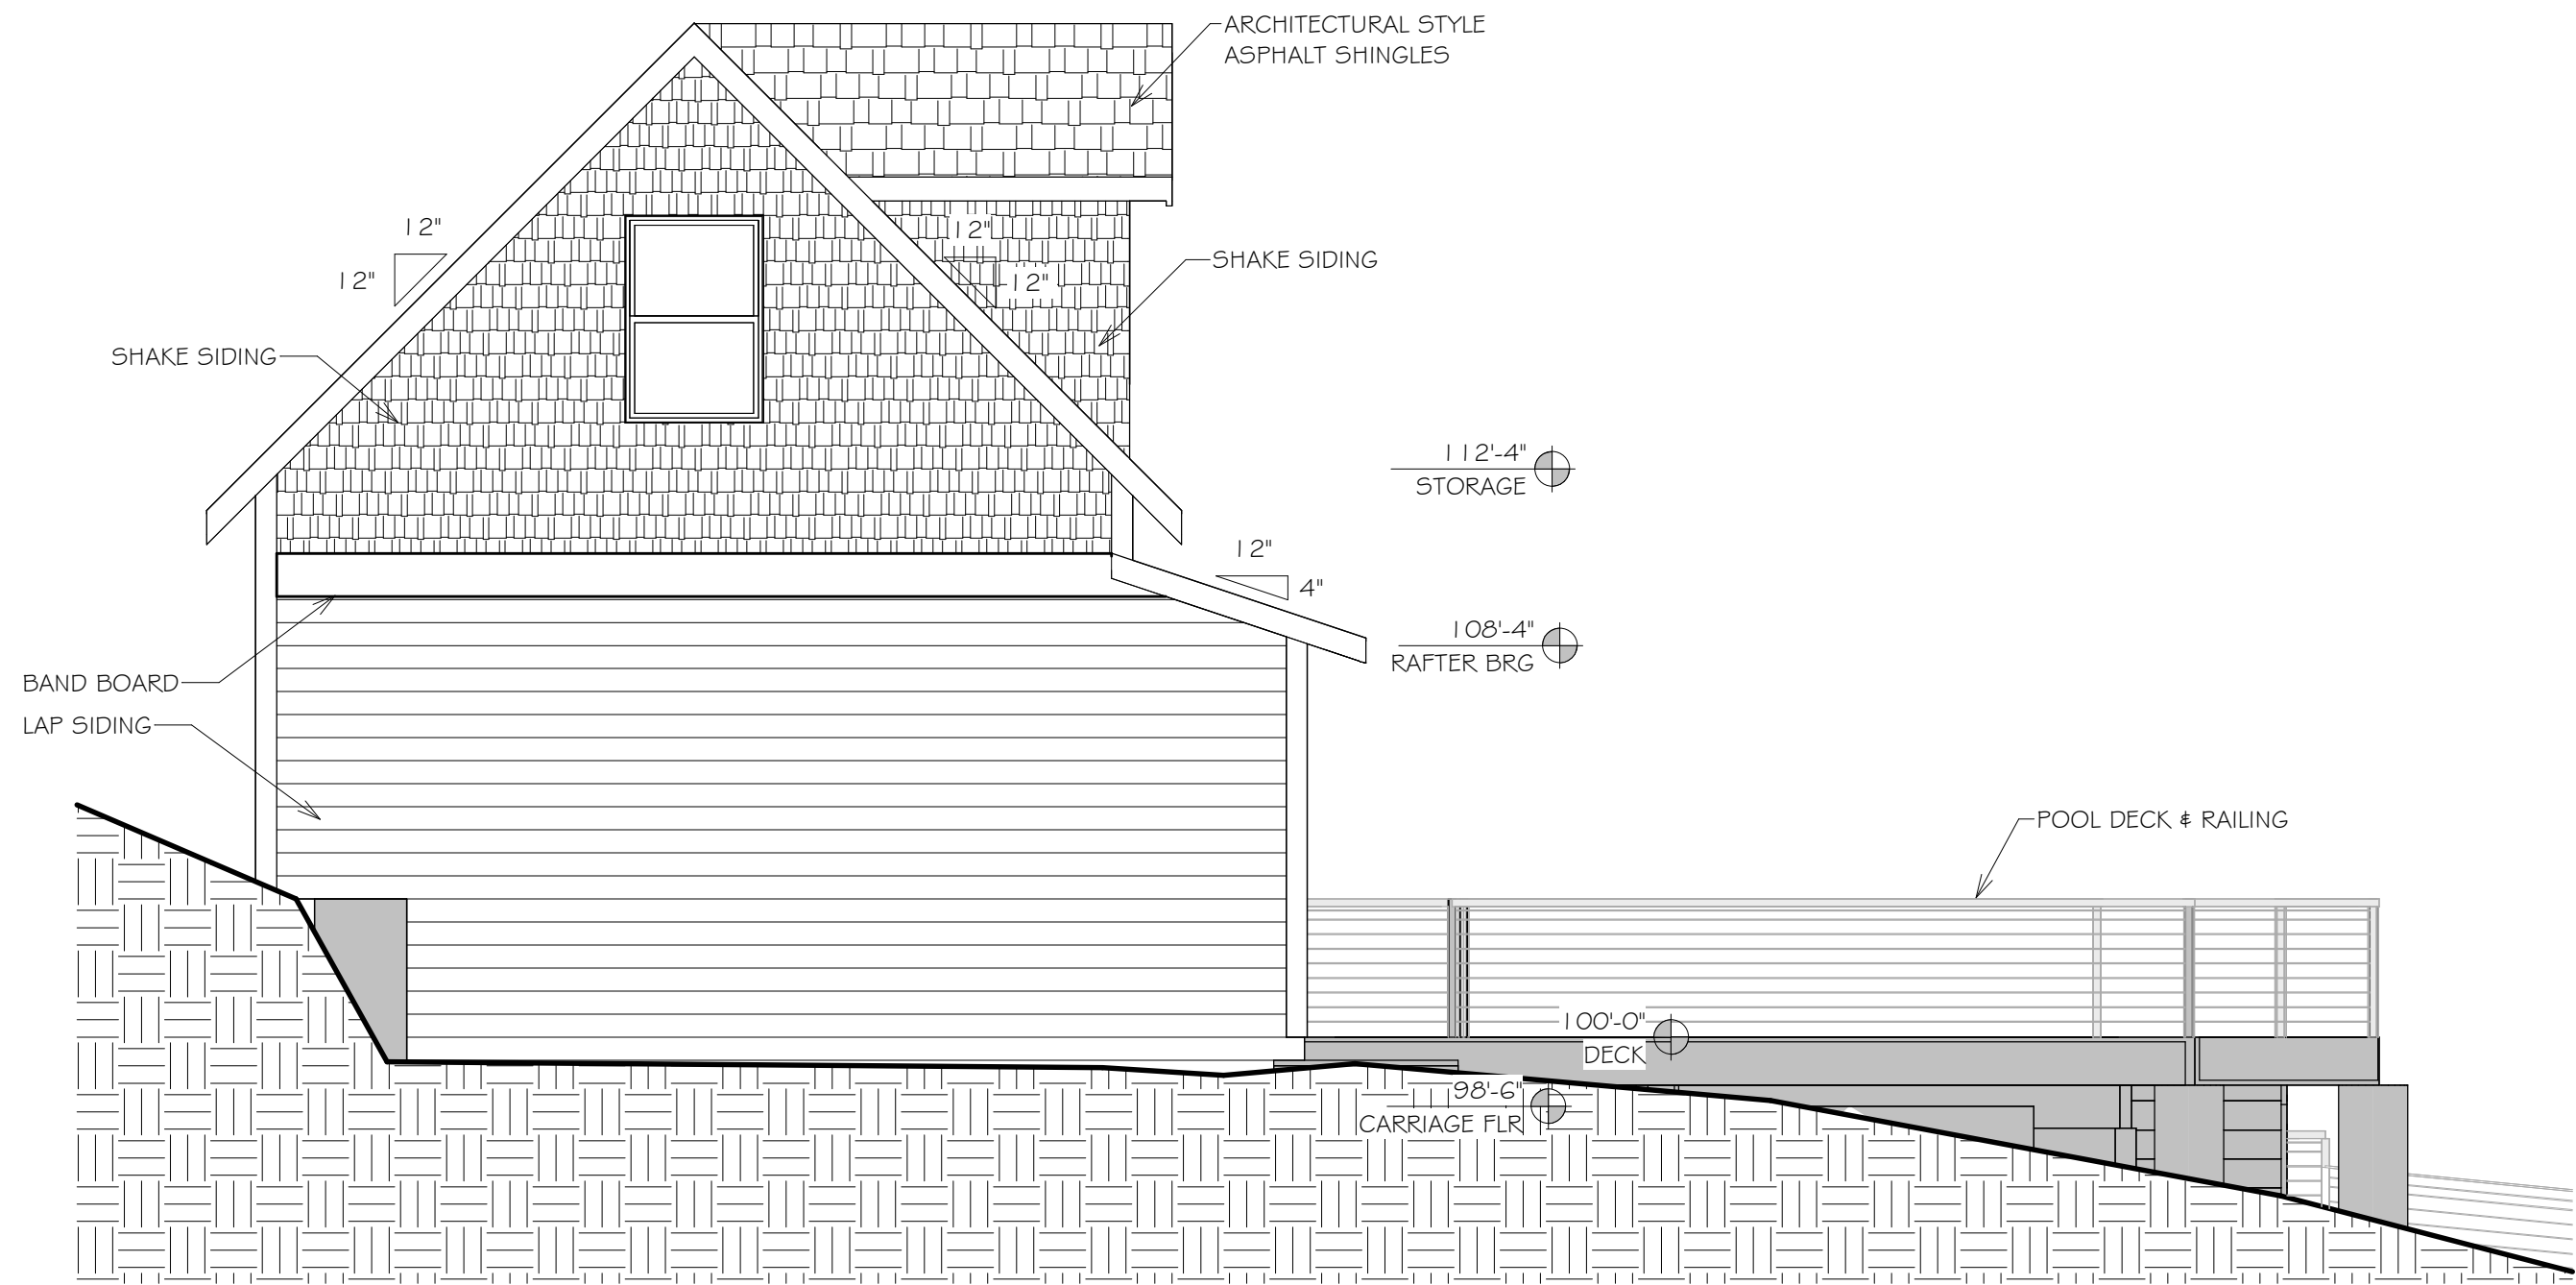 ARCHITECTURAL STYLE
ASPHALT SHINGLES
12"
12"
12"
12"
SHAKE SIDING
SHAKE SIDING
112'-4"
STORAGE
12"
4"
108'-4"
RAFTER BRG
BAND BOARD
LAP SIDING
POOL DECK & RAILING
100'-0"
DECK
98'-6"
CARRIAGE FLR